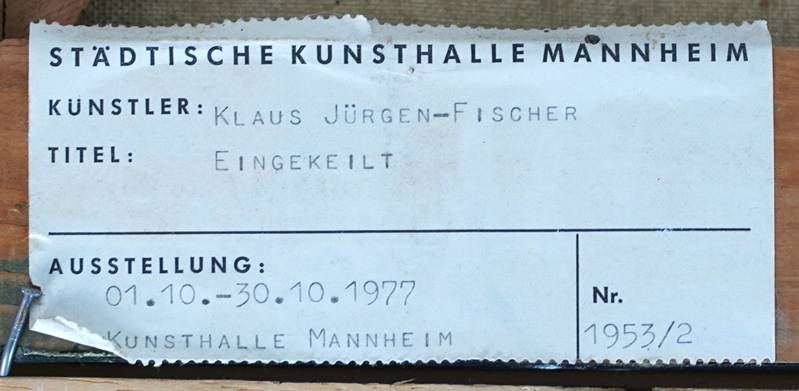 STÄDTISCHE KUNSTHALLE MANNHEIM
KÜNSTLER: KLAUS JÜRGEN-FISCHER
TITEL: EINGEKEILT
AUSSTELLUNG:
01.10.-30.10.1977
KUNSTHALLE MANNHEIM
Nr.
1953/2